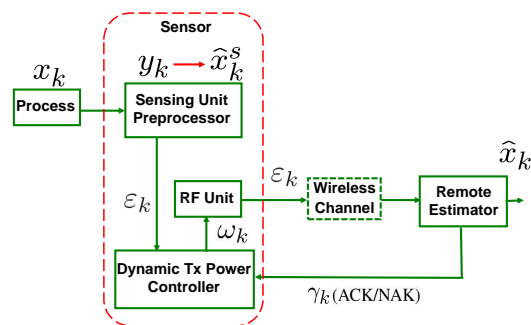 Sensor
x_k
y_k → x̂_k^s
Process
Sensing Unit
Preprocessor
ε_k
ε_k
x̂_k
RF Unit
Wireless
Channel
Remote
Estimator
ω_k
Dynamic Tx Power
Controller
γ_k(ACK/NAK)